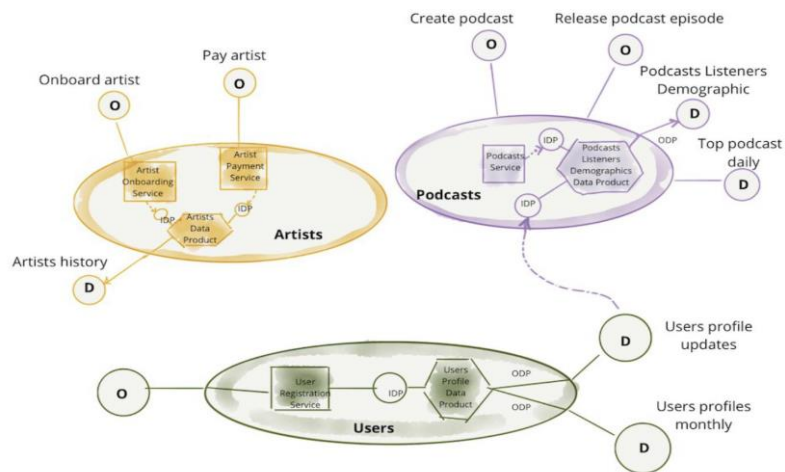 Create podcast
Release podcast episode
O
O
Pay artist
Onboard artist
O
O
Podcasts Listeners
Demographic
D
Artist
Onboarding
Service
Artist
Payment
Service
IDP
IDP
Artists
Data
Product
Artists
Artists history
D
Podcasts
Service
IDP
Podcasts
Listeners
Demographics
Data Product
ODP
IDP
Podcasts
Top podcast
daily
D
Users profile
updates
D
O
User
Registration
Service
IDP
Users
Profile
Data
Product
ODP
ODP
Users
Users profiles
monthly
D